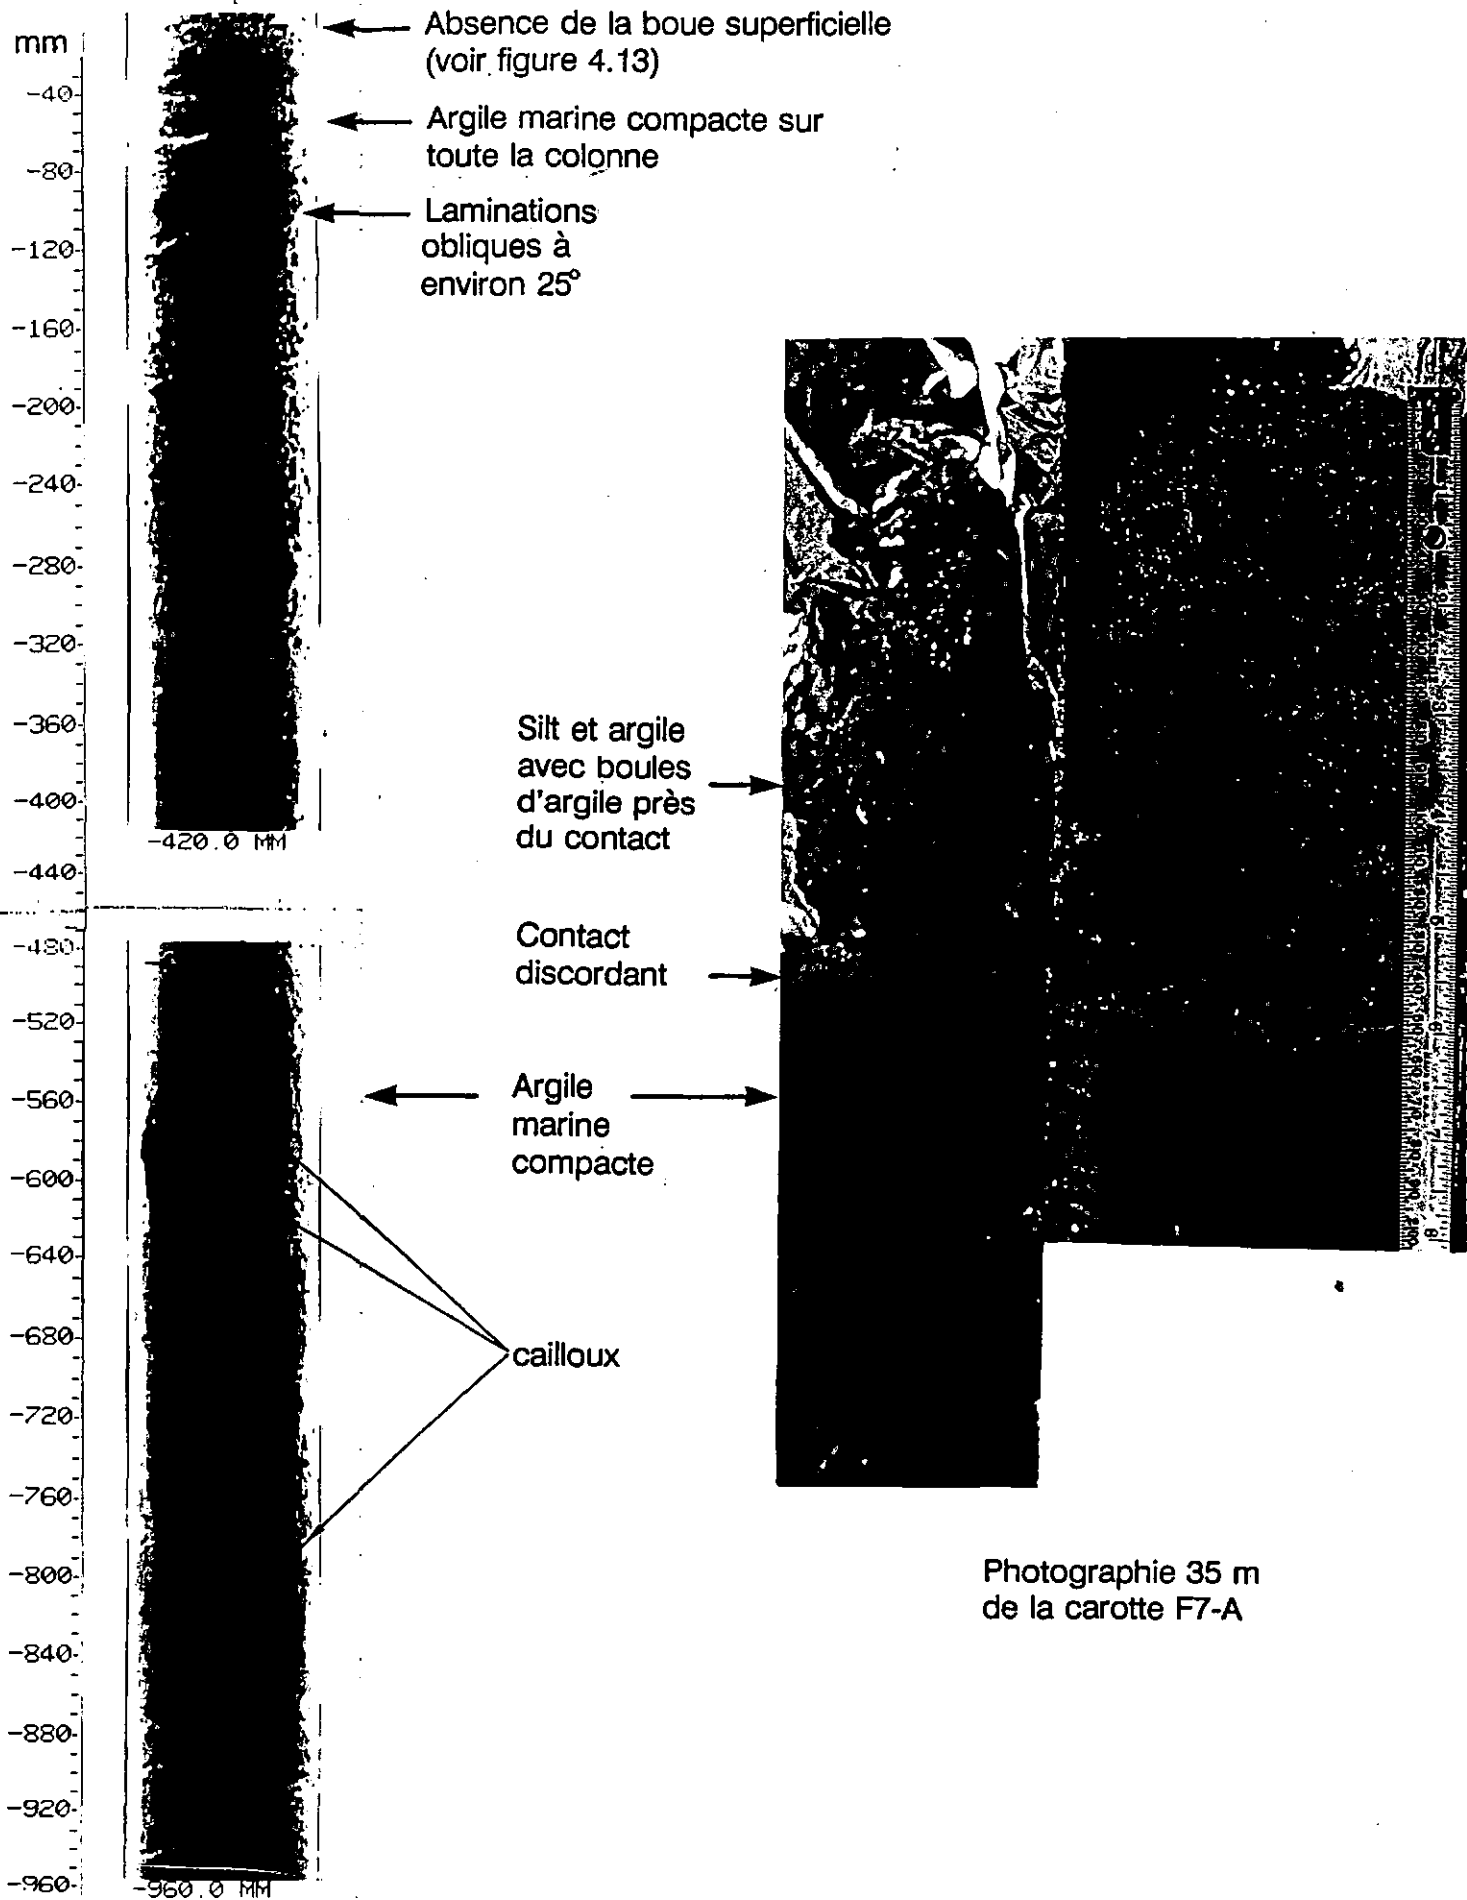 mm
Absence de la boue superficielle
(voir figure 4.13)
-40
Argile marine compacte sur
toute la colonne
-80
Laminations
obliques à
environ 25°
-120
-160
-200
-240
-280
-320
-360
-400
-420.0 MM
-440
-480
-520
-560
-600
-640
-680
-720
-760
-800
-840
-880
-920
-960
-960.0 MM
Silt et argile
avec boules
d'argile près
du contact
Contact
discordant
Argile
marine
compacte
cailloux
Photographie 35 m
de la carotte F7-A